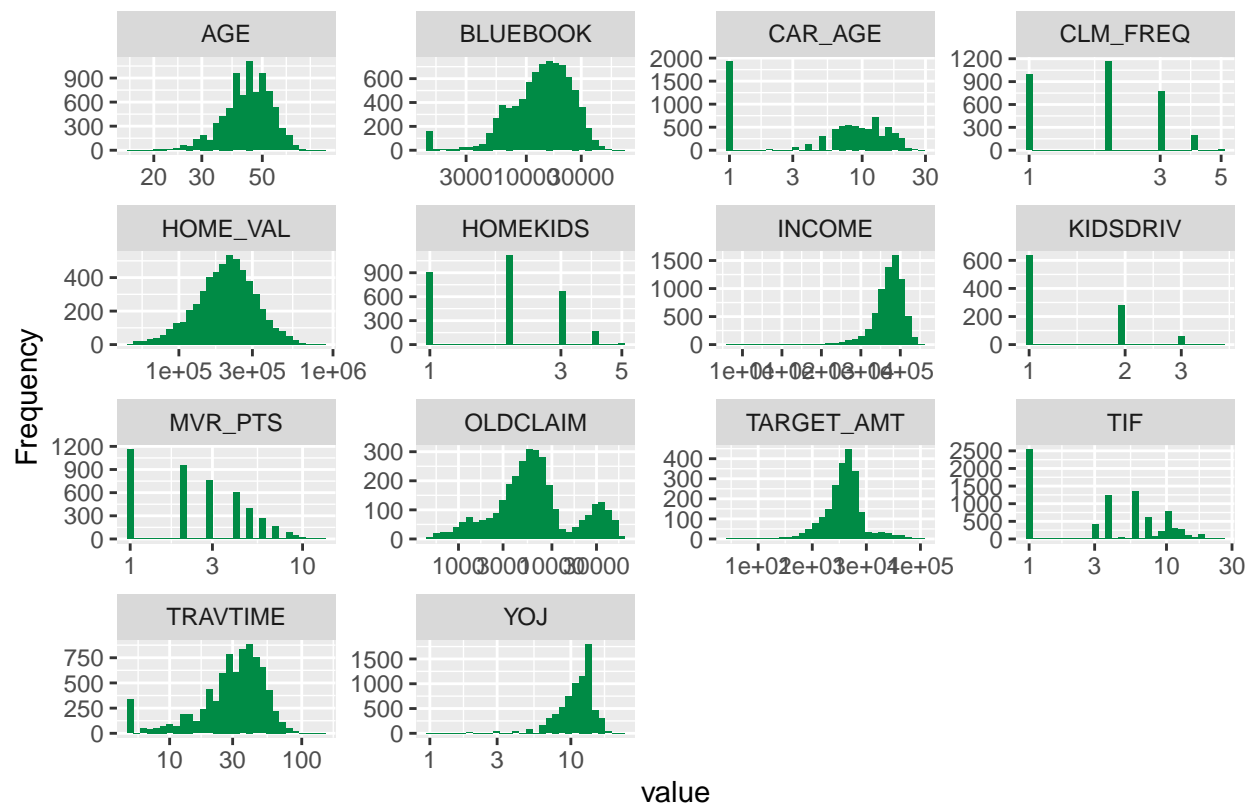 AGE BLUEBOOK CAR_AGE CLM_FREQ
900 600 300 0
20 30 50
600 400 200 0
3000 10000 30000
2000 1500 1000 500 0
1 3 10 30
1200 900 600 300 0
1 3 5
HOME_VAL HOMEKIDS INCOME KIDSDRIV
400 200 0
1e+05 3e+05 1e+06
900 600 300 0
1 3 5
1500 1000 500 0
1e+01 1e+02 1e+03 1e+04 1e+05
600 400 200 0
1 2 3
MVR_PTS OLDCLAIM TARGET_AMT TIF
1200 900 600 300 0
1 3 10
300 200 100 0
1000 3000 10000 30000
400 300 200 100 0
1e+02 1e+03 1e+04 1e+05
2500 2000 1500 1000 500 0
1 3 10 30
TRAVTIME YOJ
750 500 250 0
10 30 100
1500 1000 500 0
1 3 10
Frequency
value